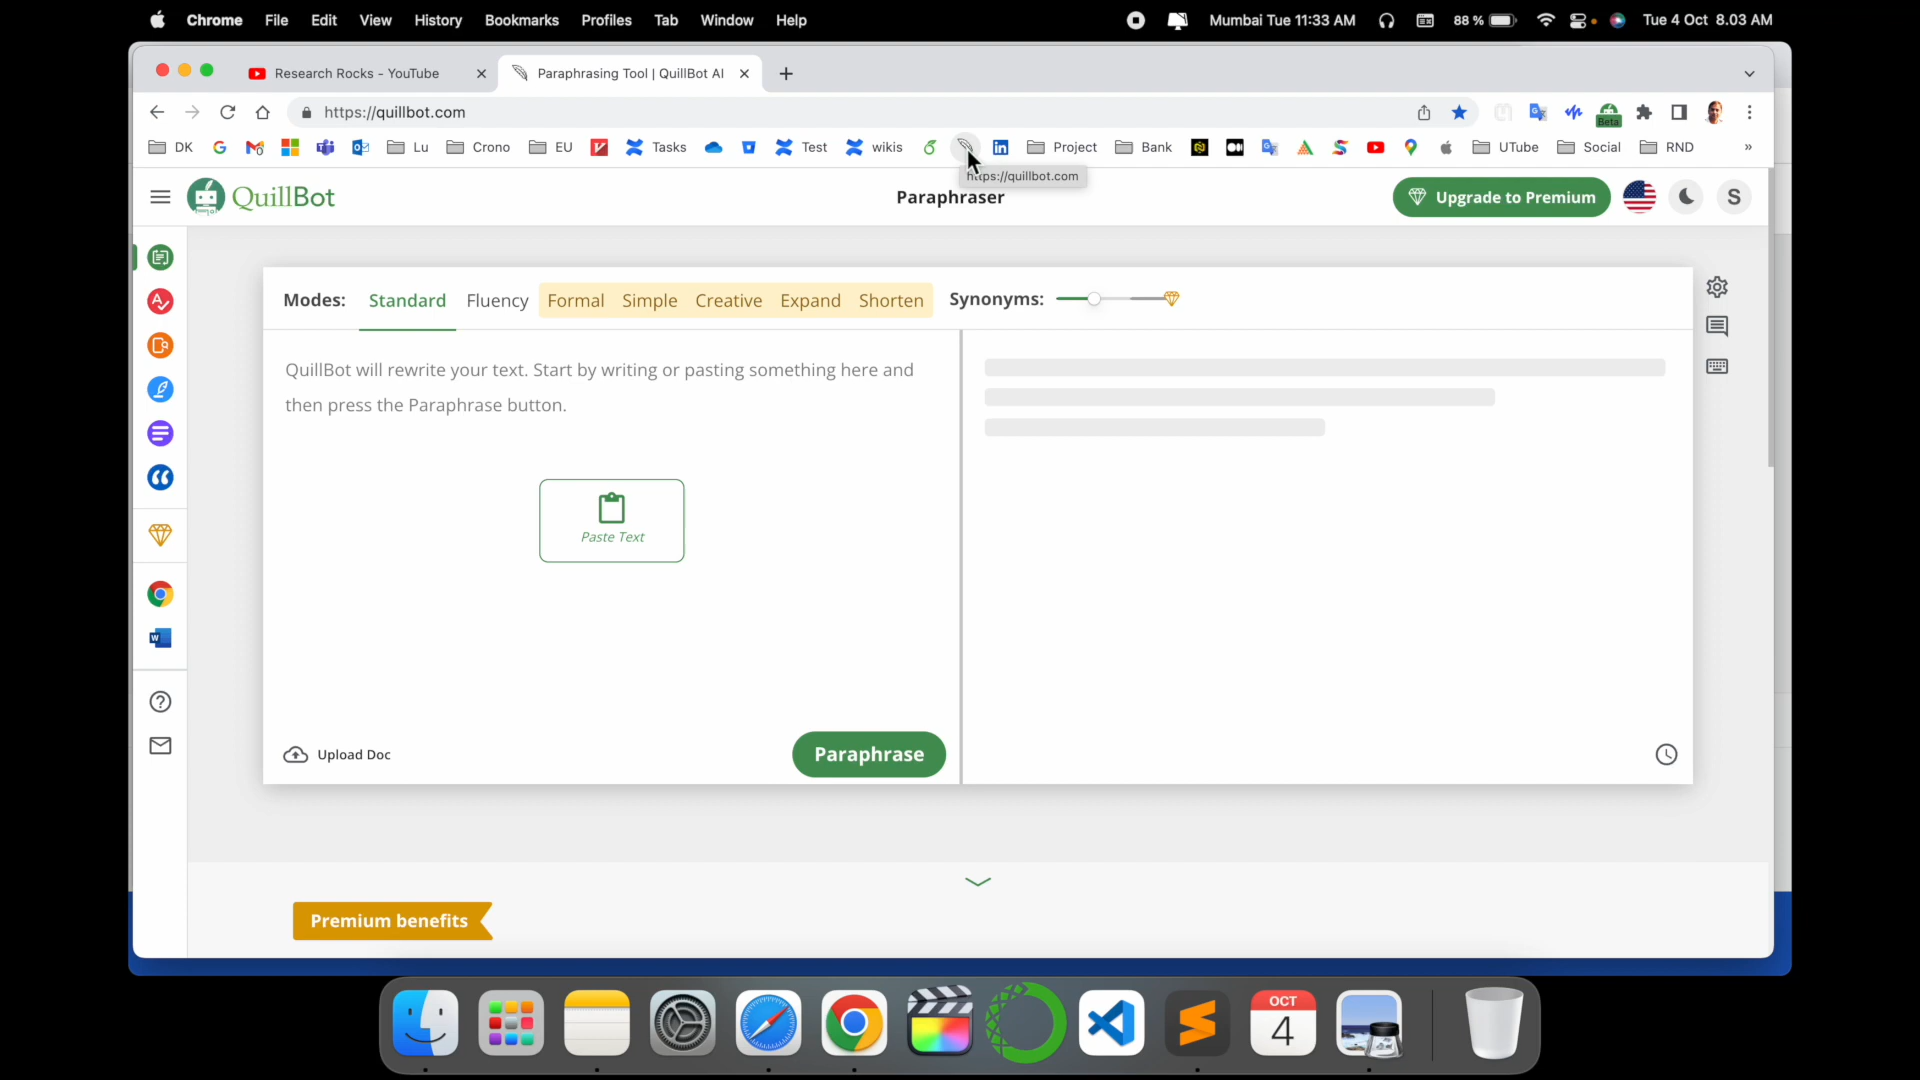 Chrome File Edit View History Bookmarks Profiles Tab Window Help Mumbai Tue 11:33 AM 88 % Tue 4 Oct 8.03 AM
Research Rocks - YouTube Paraphrasing Tool | QuillBot AI
https://quillbot.com
Beta
DK Lu Crono EU Tasks Test wikis Project Bank UTube Social RND »
https://quillbot.com
QuillBot Paraphraser Upgrade to Premium S
Modes: Standard Fluency Formal Simple Creative Expand Shorten Synonyms:
QuillBot will rewrite your text. Start by writing or pasting something here and
then press the Paraphrase button.
Paste Text
Upload Doc Paraphrase
Premium benefits
OCT
4